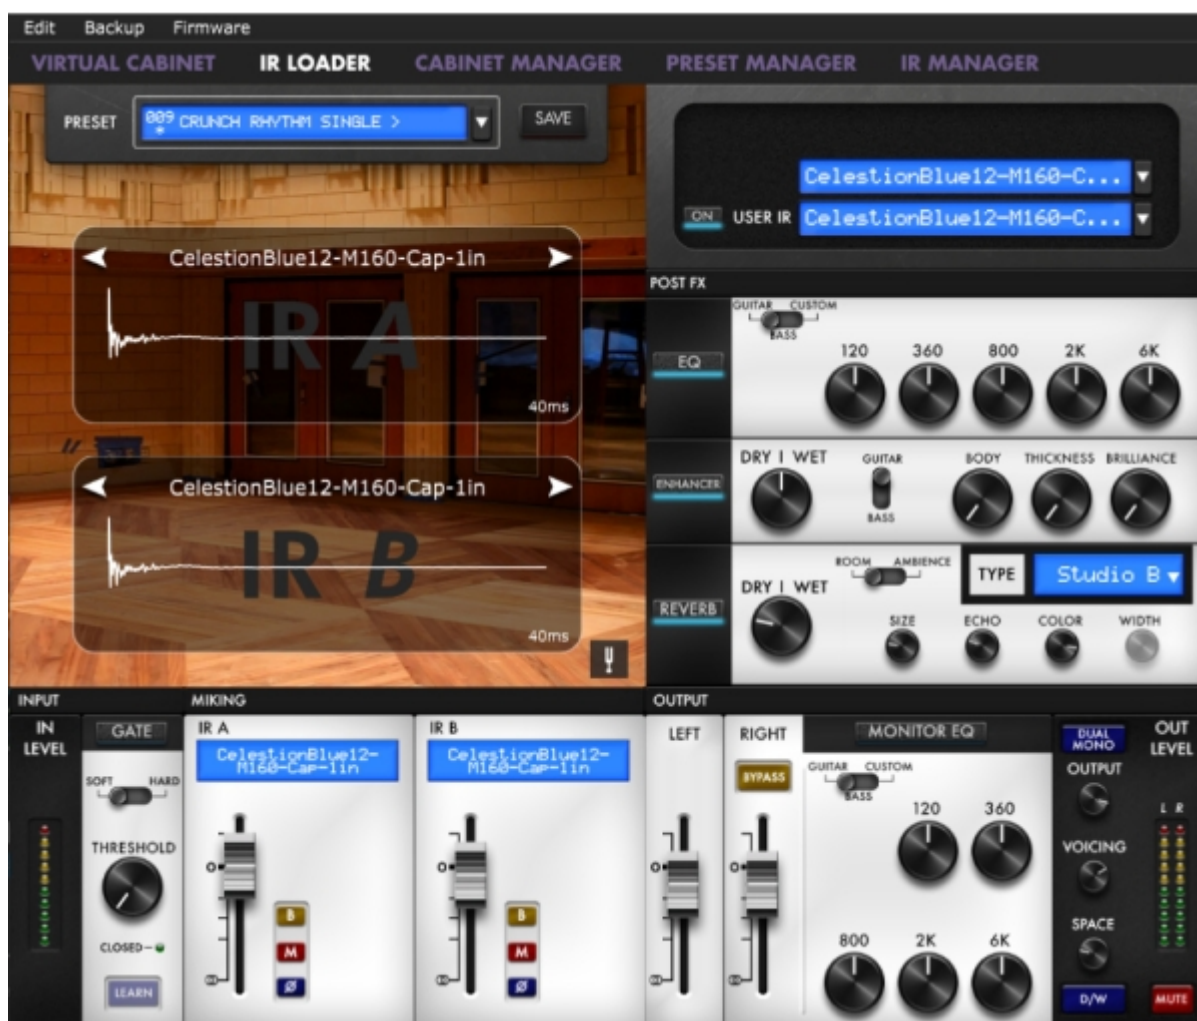 Edit Backup Firmware
VIRTUAL CABINET IR LOADER CABINET MANAGER PRESET MANAGER IR MANAGER
PRESET 009 * CRUNCH RHYTHM SINGLE > SAVE
CelestionBlue12-M160-C...
ON USER IR CelestionBlue12-M160-C...
CelestionBlue12-M160-Cap-1in
IR A
40ms
CelestionBlue12-M160-Cap-1in
IR B
40ms
POST FX
GUITAR CUSTOM
BASS
EQ
120 360 800 2K 6K
DRY | WET GUITAR BODY THICKNESS BRILLIANCE
ENHANCER
BASS
ROOM AMBIENCE
TYPE Studio B
DRY | WET
REVERB
SIZE ECHO COLOR WIDTH
INPUT MIKING OUTPUT
IN LEVEL
GATE
SOFT HARD
THRESHOLD
CLOSED
LEARN
IR A
CelestionBlue12-
M160-Cap-1in
B
M
Ø
IR B
CelestionBlue12-
M160-Cap-1in
B
M
Ø
LEFT RIGHT
BYPASS
MONITOR EQ
GUITAR CUSTOM
BASS
120 360
800 2K 6K
DUAL
MONO
OUTPUT
VOICING
SPACE
D/W
OUT
LEVEL
L R
MUTE